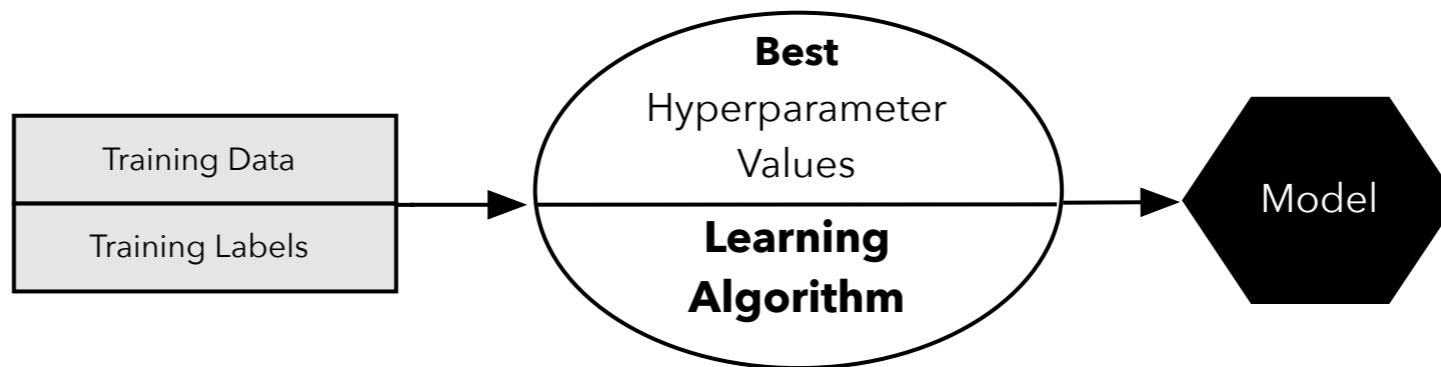 Training Data
Training Labels
Best
Hyperparameter
Values
Learning
Algorithm
Model